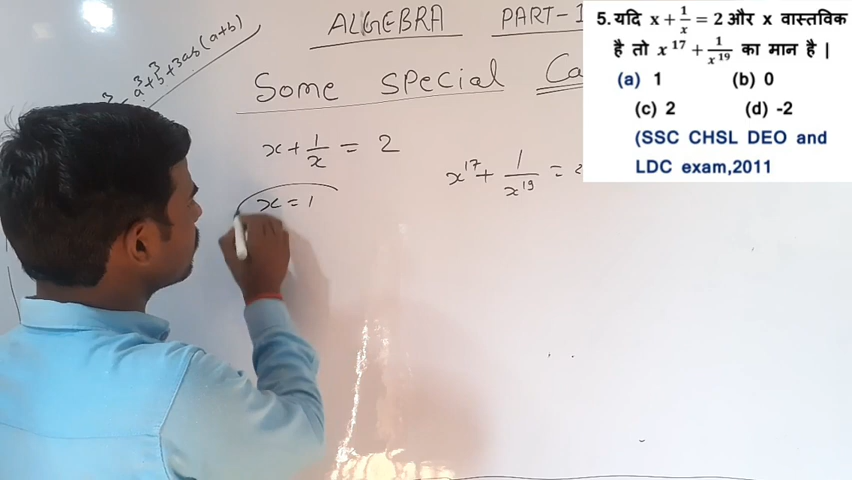 ALGEBRA PART-1
Some Special Ca
a³+b³+3ab(a+b)
x + 1/x = 2
x¹⁷ + 1/x¹⁹ =
x = 1
5. यदि x + 1/x = 2 और x वास्तविक
है तो x¹⁷ + 1/x¹⁹ का मान है |
(a) 1 (b) 0
(c) 2 (d) -2
(SSC CHSL DEO and
LDC exam,2011